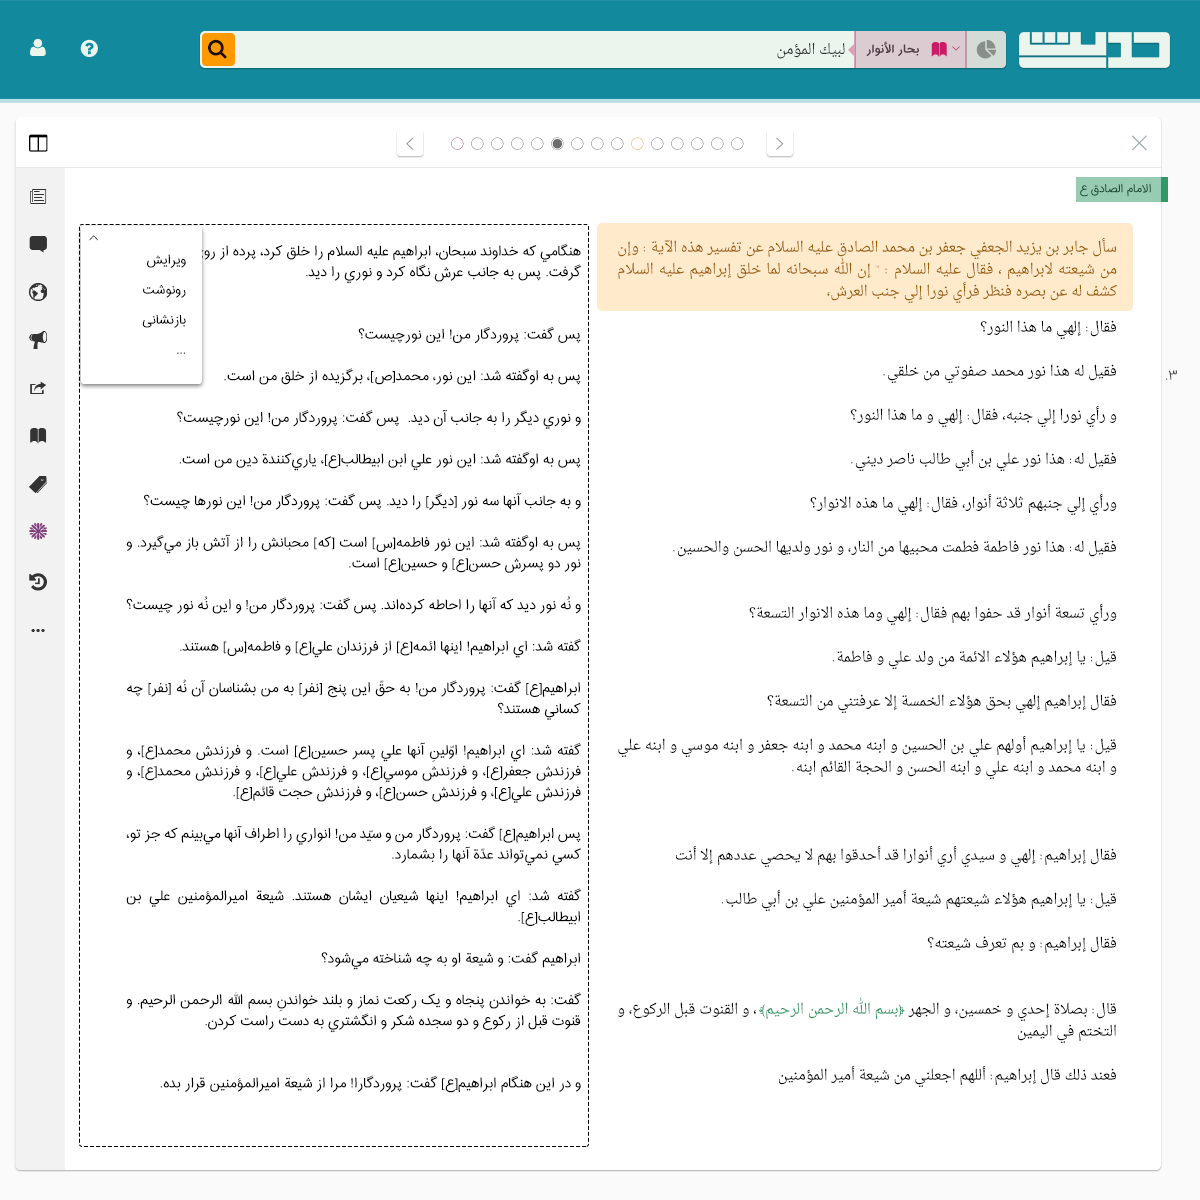 حديث
بحار الأنوار
لبيك المؤمن
الامام الصادق ع
۳.
سأل جابر بن يزيد الجعفي جعفر بن محمد الصادق عليه السلام عن تفسير هذه الآية : وإن
من شيعته لابراهيم ، فقال عليه السلام : " إن الله سبحانه لما خلق إبراهيم عليه السلام
كشف له عن بصره فنظر فرأي نورا إلي جنب العرش،
فقال: إلهي ما هذا النور؟
فقيل له هذا نور محمد صفوتي من خلقي.
و رأي نورا إلي جنبه، فقال: إلهي و ما هذا النور؟
فقيل له: هذا نور علي بن أبي طالب ناصر ديني.
ورأي إلي جنبهم ثلاثة أنوار، فقال: إلهي ما هذه الانوار؟
فقيل له: هذا نور فاطمة فطمت محبيها من النار، و نور ولديها الحسن والحسين.
ورأي تسعة أنوار قد حفوا بهم فقال: إلهي وما هذه الانوار التسعة؟
قيل: يا إبراهيم هؤلاء الائمة من ولد علي و فاطمة.
فقال إبراهيم إلهي بحق هؤلاء الخمسة إلا عرفتني من التسعة؟
قيل: يا إبراهيم أولهم علي بن الحسين و ابنه محمد و ابنه جعفر و ابنه موسي و ابنه علي
و ابنه محمد و ابنه علي و ابنه الحسن و الحجة القائم ابنه.
فقال إبراهيم: إلهي و سيدي أري أنوارا قد أحدقوا بهم لا يحصي عددهم إلا أنت
قيل: يا إبراهيم هؤلاء شيعتهم شيعة أمير المؤمنين علي بن أبي طالب.
فقال إبراهيم: و بم تعرف شيعته؟
قال: بصلاة إحدي و خمسين، و الجهر ﴿بسم الله الرحمن الرحيم﴾، و القنوت قبل الركوع، و
التختم في اليمين
فعند ذلك قال إبراهيم: أللهم اجعلني من شيعة أمير المؤمنين
هنگامي كه خداوند سبحان، ابراهيم عليه السلام را خلق كرد، پرده از روي
گرفت. پس به جانب عرش نگاه كرد و نوري را ديد.
پس گفت: پروردگار من! اين نورچيست؟
پس به اوگفته شد: اين نور، محمد[ص]، برگزيده از خلق من است.
و نوري ديگر را به جانب آن ديد. پس گفت: پروردگار من! اين نورچيست؟
پس به اوگفته شد: اين نور علي ابن ابيطالب[ع]، ياري‌كنندة دين من است.
و به جانب آنها سه نور [ديگر] را ديد. پس گفت: پروردگار من! اين نورها چيست؟
پس به اوگفته شد: اين نور فاطمه[س] است [كه] محبانش را از آتش باز مي‌گيرد. و
نور دو پسرش حسن[ع] و حسين[ع] است.
و نُه نور ديد كه آنها را احاطه كرده‌اند. پس گفت: پروردگار من! و اين نُه نور چيست؟
گفته شد: اي ابراهيم! اينها ائمه[ع] از فرزندان علي[ع] و فاطمه[س] هستند.
ابراهيم[ع] گفت: پروردگار من! به حقّ اين پنج [نفر] به من بشناسان آن نُه [نفر] چه
كساني هستند؟
گفته شد: اي ابراهيم! اوّلينِ آنها علي پسر حسين[ع] است. و فرزندش محمد[ع]، و
فرزندش جعفر[ع]، و فرزندش موسي[ع]، و فرزندش علي[ع]، و فرزندش محمد[ع]، و
فرزندش علي[ع]، و فرزندش حسن[ع]، و فرزندش حجت قائم[ع].
پس ابراهيم[ع] گفت: پروردگار من و سيّد من! انواري را اطراف آنها مي‌بينم كه جز تو،
كسي نمي‌تواند عدّة آنها را بشمارد.
گفته شد: اي ابراهيم! اينها شيعيان ايشان هستند. شيعة اميرالمؤمنين علي بن
ابيطالب[ع].
ابراهيم گفت: و شيعة او به چه شناخته مي‌شود؟
گفت: به خواندن پنجاه و يک ركعت نماز و بلند خواندنِ بسم الله الرحمن الرحيم. و
قنوت قبل از ركوع و دو سجده شكر و انگشتري به دست راست كردن.
و در اين هنگام ابراهيم[ع] گفت: پروردگارا! مرا از شيعة اميرالمؤمنين قرار بده.
ویرایش
رونوشت
بازنشانی
...